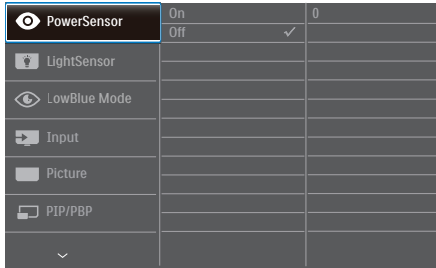 PowerSensor
On
0
Off
LightSensor
LowBlue Mode
Input
Picture
PIP/PBP